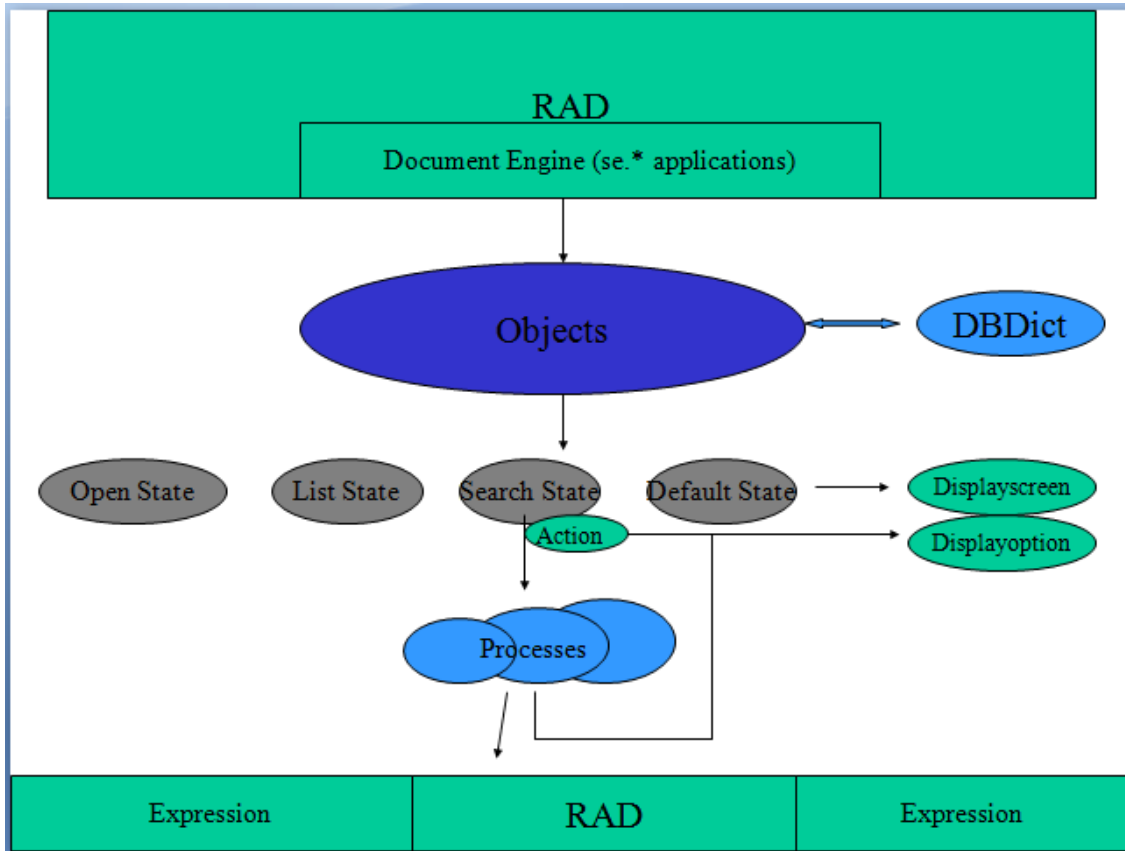 RAD
Document Engine (se.* applications)
Objects
DBDict
Open State
List State
Search State
Default State
Displayscreen
Action
Displayoption
Processes
Expression
RAD
Expression